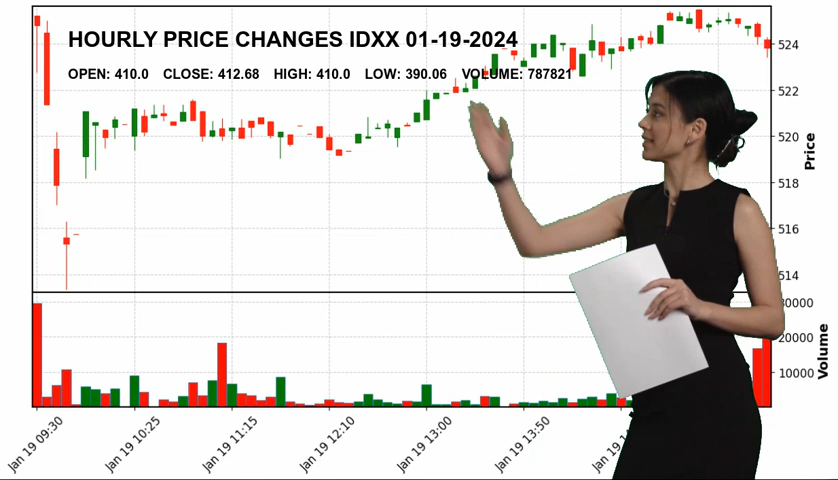 HOURLY PRICE CHANGES IDXX 01-19-2024
OPEN: 410.0 CLOSE: 412.68 HIGH: 410.0 LOW: 390.06 VOLUME: 787821
524
522
520
518
516
514
Price
30000
20000
10000
Volume
Jan 19 09:30
Jan 19 10:25
Jan 19 11:15
Jan 19 12:10
Jan 19 13:00
Jan 19 13:50
Jan 19